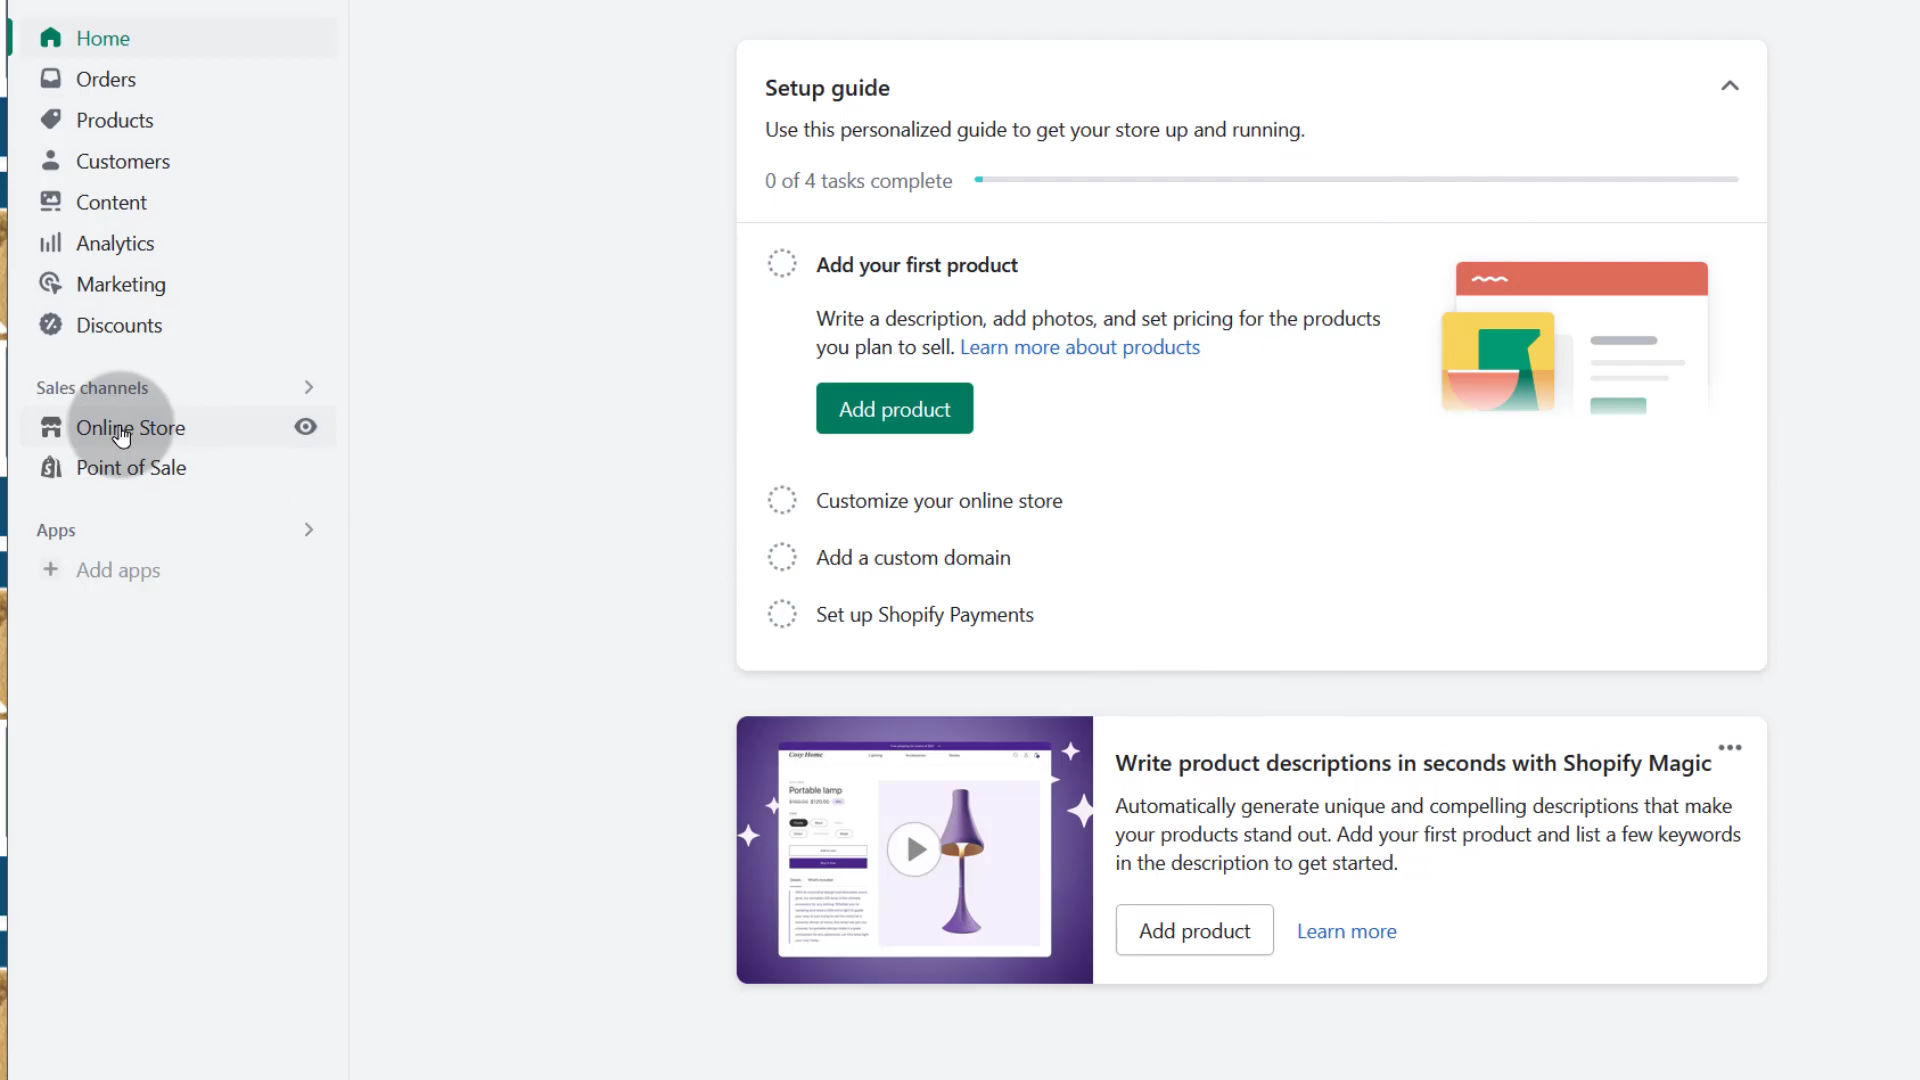 Home
Orders
Products
Customers
Content
Analytics
Marketing
Discounts
Sales channels
Online Store
Point of Sale
Apps
Add apps
Setup guide
Use this personalized guide to get your store up and running.
0 of 4 tasks complete
Add your first product
Write a description, add photos, and set pricing for the products
you plan to sell. Learn more about products
Add product
Customize your online store
Add a custom domain
Set up Shopify Payments
Cosy Home
Portable lamp
Write product descriptions in seconds with Shopify Magic
Automatically generate unique and compelling descriptions that make
your products stand out. Add your first product and list a few keywords
in the description to get started.
Add product
Learn more